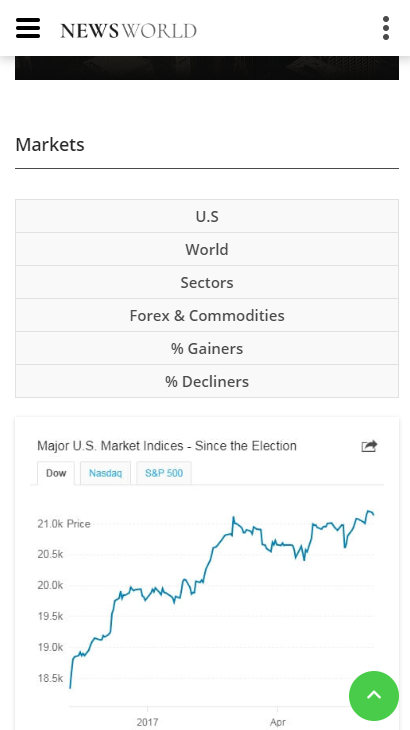 NEWSWORLD
Markets
U.S
World
Sectors
Forex & Commodities
% Gainers
% Decliners
Major U.S. Market Indices - Since the Election
Dow Nasdaq S&P 500
21.0k Price
20.5k
20.0k
19.5k
19.0k
18.5k
2017 Apr